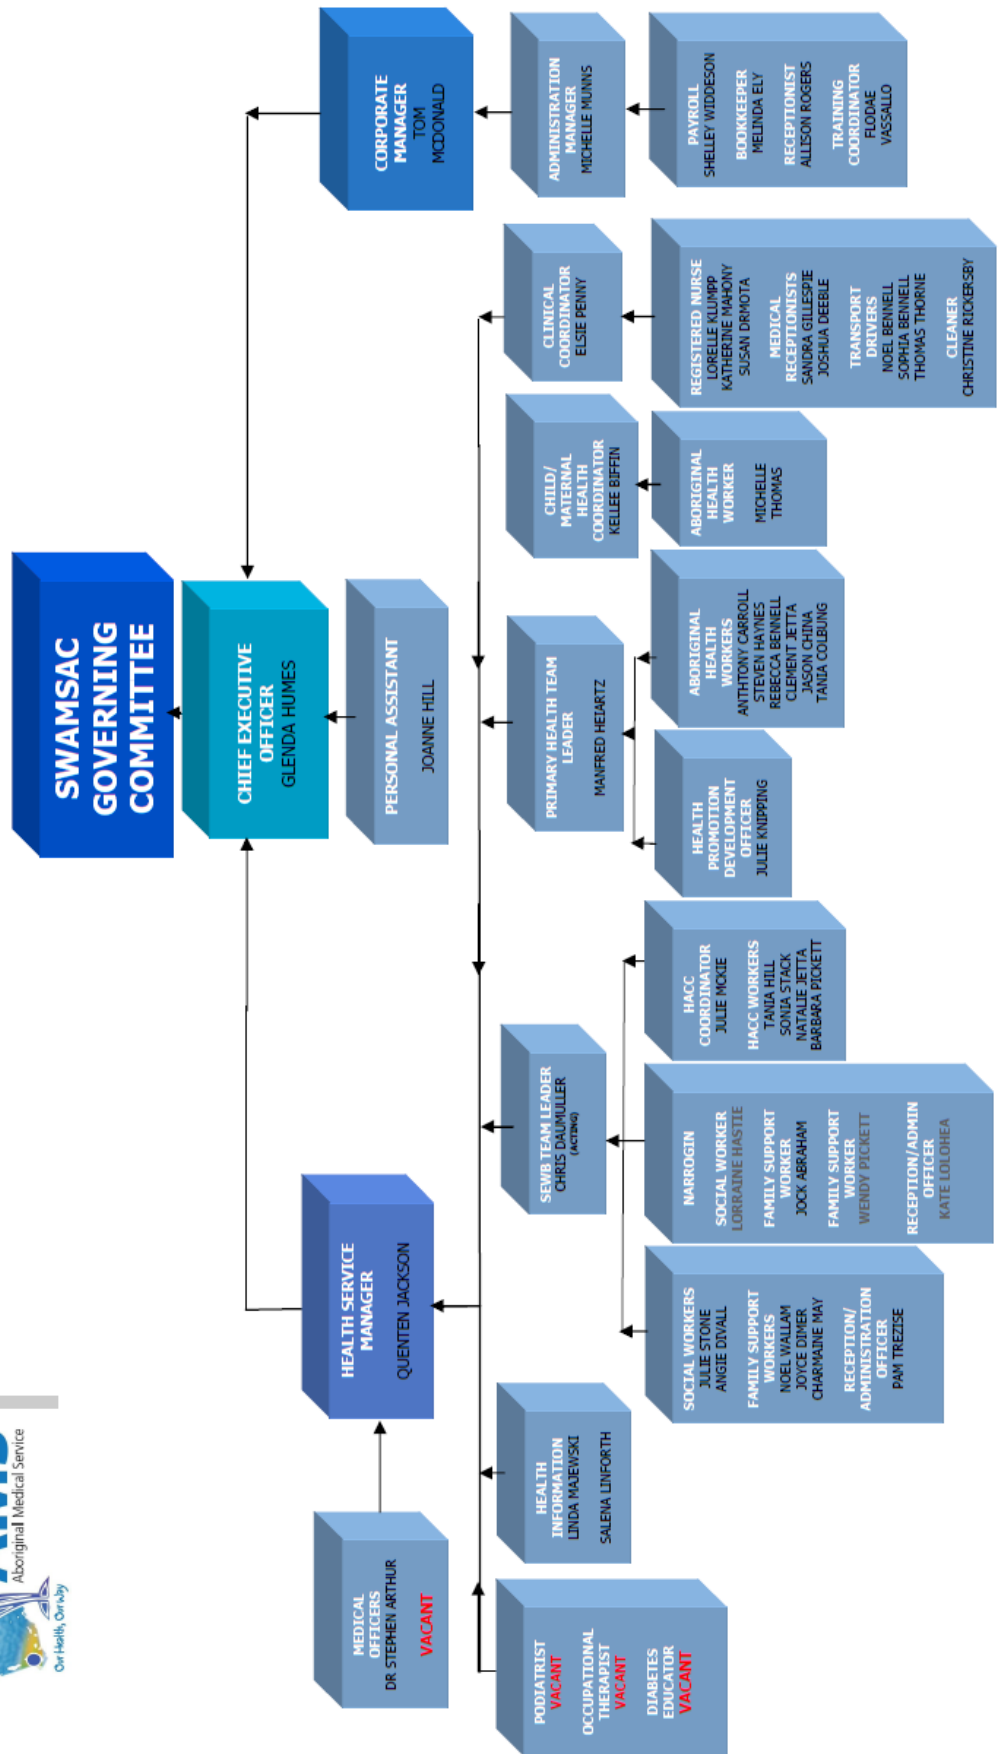 Aboriginal Medical Service
Our Health, Our Way
SWAMSAC
GOVERNING
COMMITTEE
CHIEF EXECUTIVE
OFFICER
GLENDA HUMES
PERSONAL ASSISTANT
JOANNE HILL
HEALTH SERVICE
MANAGER
QUENTEN JACKSON
CORPORATE
MANAGER
TOM
MCDONALD
MEDICAL
OFFICERS
DR STEPHEN ARTHUR
VACANT
PODIATRIST
VACANT
OCCUPATIONAL
THERAPIST
VACANT
DIABETES
EDUCATOR
VACANT
HEALTH
INFORMATION
LINDA MAJEWSKI
SALENA LINFORTH
SEWB TEAM LEADER
CHRIS DAUMULLER
(ACTING)
PRIMARY HEALTH TEAM
LEADER
MANFRED HEIARTZ
CHILD/
MATERNAL
HEALTH
COORDINATOR
KELLEE BIFFIN
CLINICAL
COORDINATOR
ELSIE PENNY
ADMINISTRATION
MANAGER
MICHELLE MUNNS
SOCIAL WORKERS
JULIE STONE
ANGIE DIVALL
FAMILY SUPPORT
WORKERS
NOEL WALLAM
JOYCE DIMER
CHARMAINE MAY
RECEPTION/
ADMINISTRATION
OFFICER
PAM TREZISE
NARROGIN
SOCIAL WORKER
LORRAINE HASTIE
FAMILY SUPPORT
WORKER
JOCK ABRAHAM
FAMILY SUPPORT
WORKER
WENDY PICKETT
RECEPTION/ADMIN
OFFICER
KATE LOLOHEA
HACC
COORDINATOR
JULIE MCKIE
HACC WORKERS
TANIA HILL
SONIA STACK
NATALIE JETTA
BARBARA PICKETT
HEALTH
PROMOTION
DEVELOPMENT
OFFICER
JULIE KNIPPING
ABORIGINAL
HEALTH
WORKERS
ANTHTONY CARROLL
STEVEN HAYNES
REBECCA BENNELL
CLEMENT JETTA
JASON CHINA
TANIA COLBUNG
ABORIGINAL
HEALTH
WORKER
MICHELLE
THOMAS
REGISTERED NURSE
LORELLE KLUMPP
KATHERINE MAHONY
SUSAN DRMOTA
MEDICAL
RECEPTIONISTS
SANDRA GILLESPIE
JOSHUA DEEBLE
TRANSPORT
DRIVERS
NOEL BENNELL
SOPHIA BENNELL
THOMAS THORNE
CLEANER
CHRISTINE RICKERSBY
PAYROLL
SHELLEY WIDDESON
BOOKKEEPER
MELINDA ELY
RECEPTIONIST
ALLISON ROGERS
TRAINING
COORDINATOR
FLODAE
VASSALLO